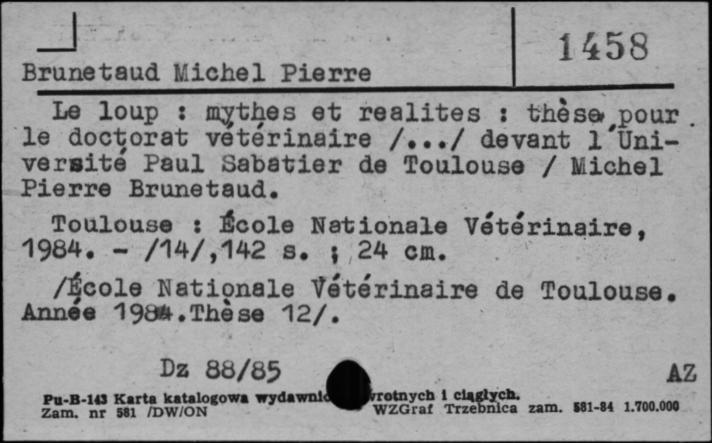 1458
Brunetaud Michel Pierre
Le loup : mythes et realites : thèse pour
le doctorat vétérinaire /.../ devant l'Uni-
versité Paul Sabatier de Toulouse / Michel
Pierre Brunetaud.
Toulouse : École Nationale Vétérinaire,
1984. - /14/,142 s. ; 24 cm.
/École Nationale Vétérinaire de Toulouse.
Année 1984.Thèse 12/.
Dz 88/85
AZ
Pu-B-143 Karta katalogowa ciągłych.
Zam. nr 581 /DW/ON WZGraf Trzebnica zam. 581-84 1.700.000